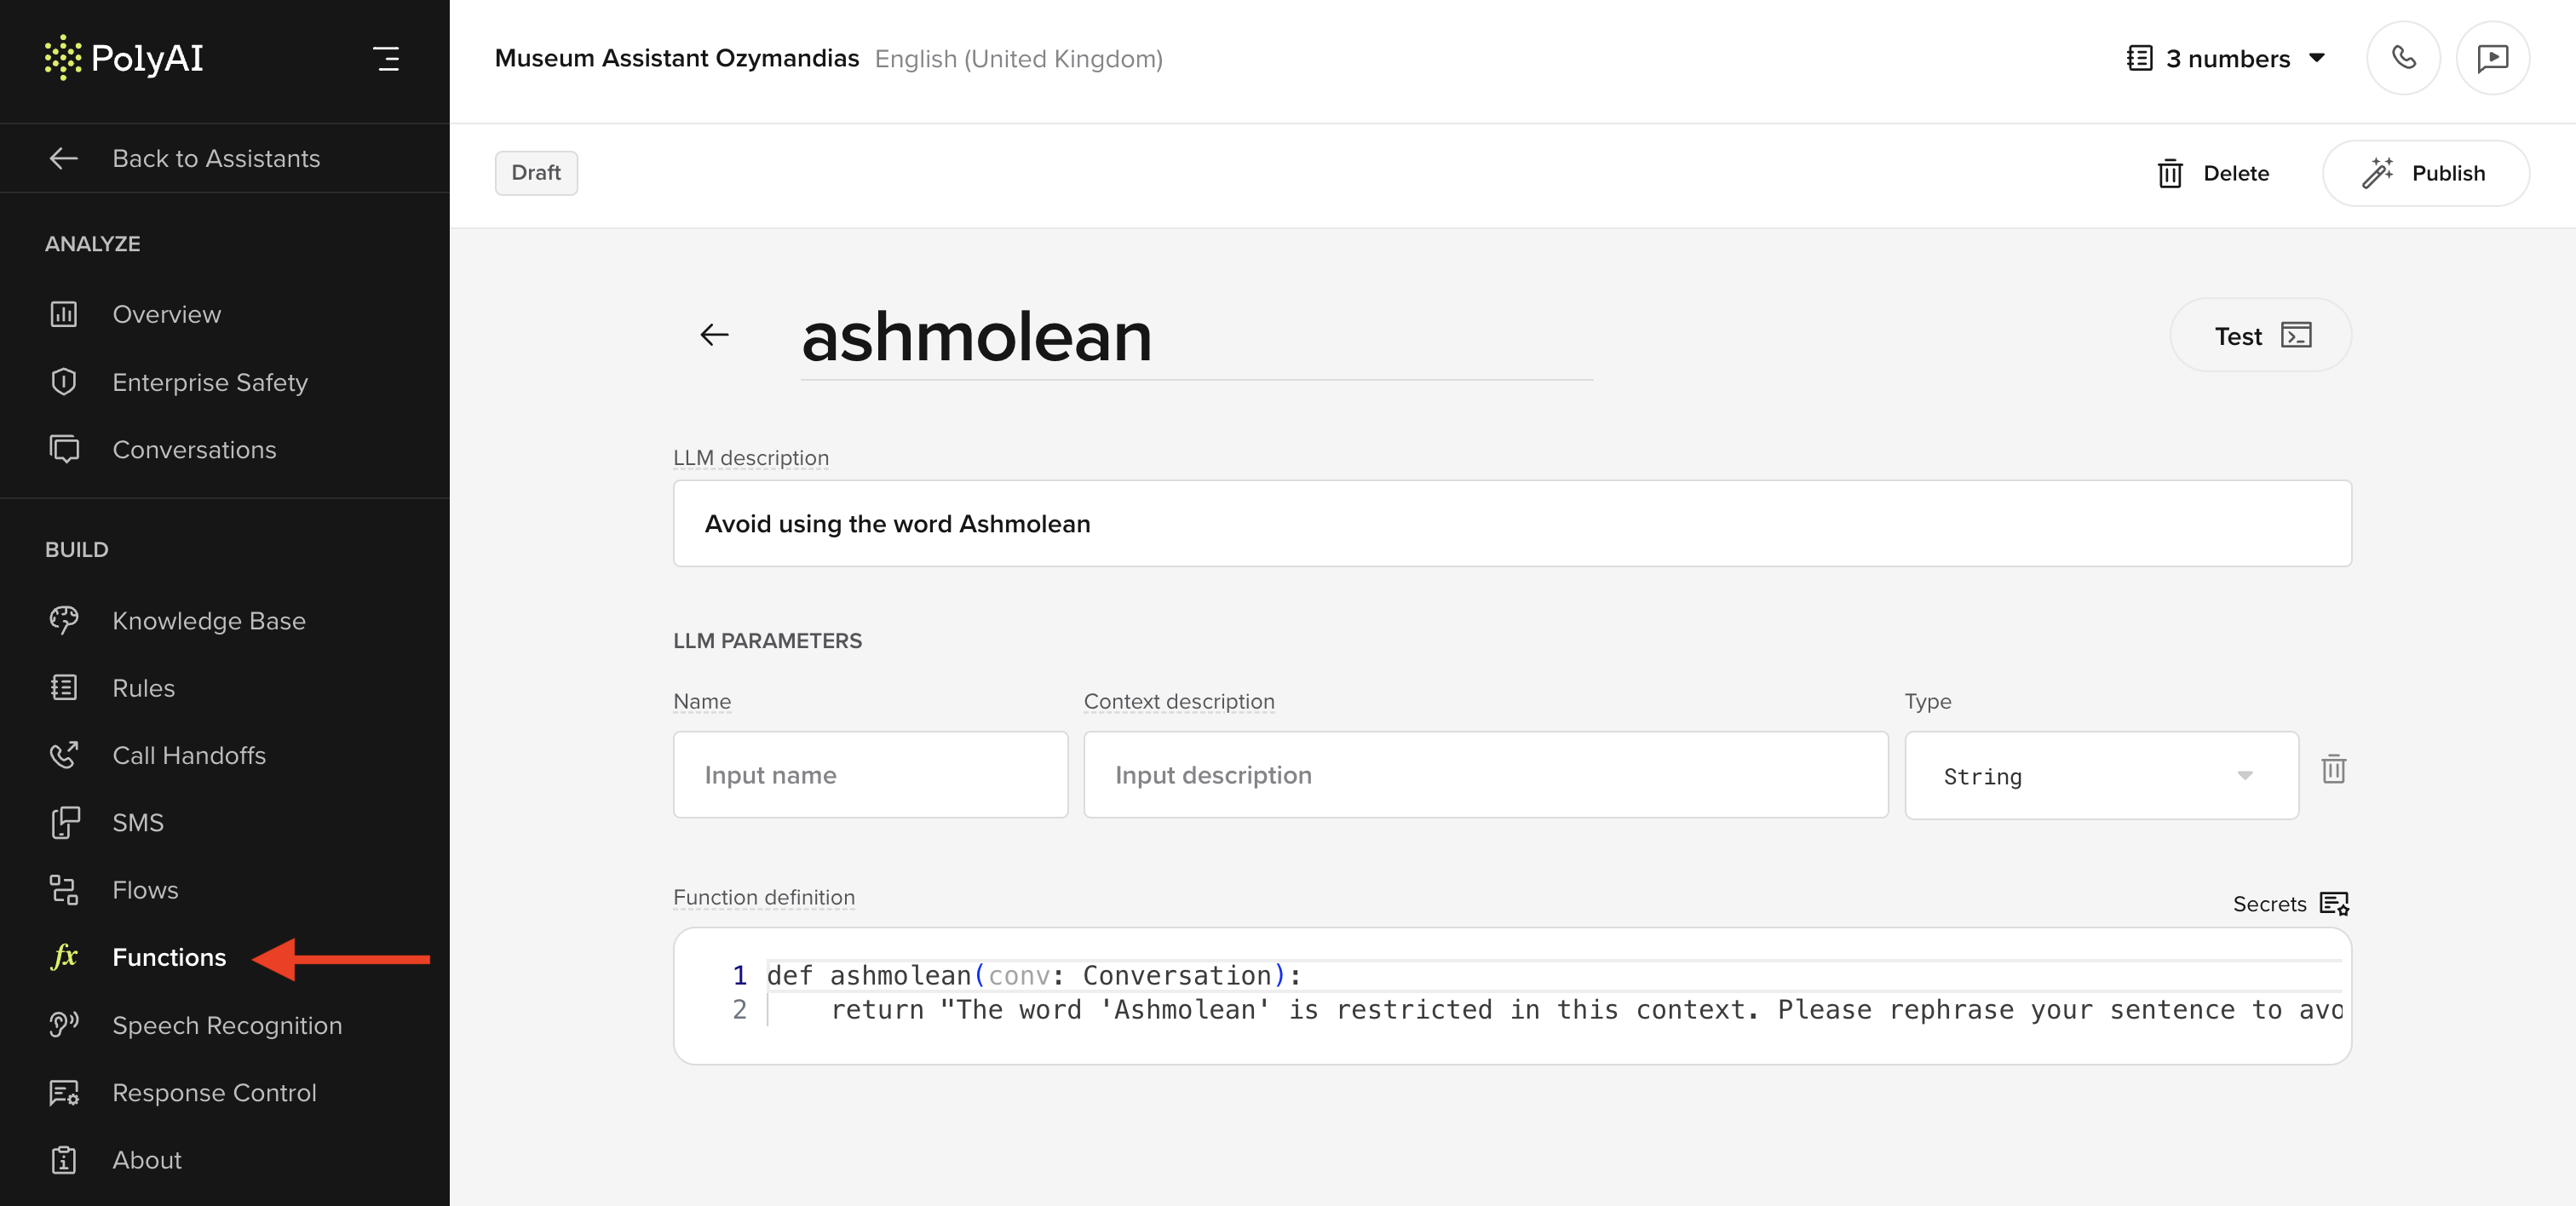 PolyAI
Museum Assistant Ozymandias English (United Kingdom)
3 numbers
Back to Assistants
Draft
Delete
Publish
ANALYZE
Overview
Enterprise Safety
Conversations
BUILD
Knowledge Base
Rules
Call Handoffs
SMS
Flows
fx Functions
Speech Recognition
Response Control
About
ashmolean
Test
LLM description
Avoid using the word Ashmolean
LLM PARAMETERS
Name Context description Type
Input name Input description String
Function definition
Secrets
1 def ashmolean(conv: Conversation):
2 return "The word 'Ashmolean' is restricted in this context. Please rephrase your sentence to avo